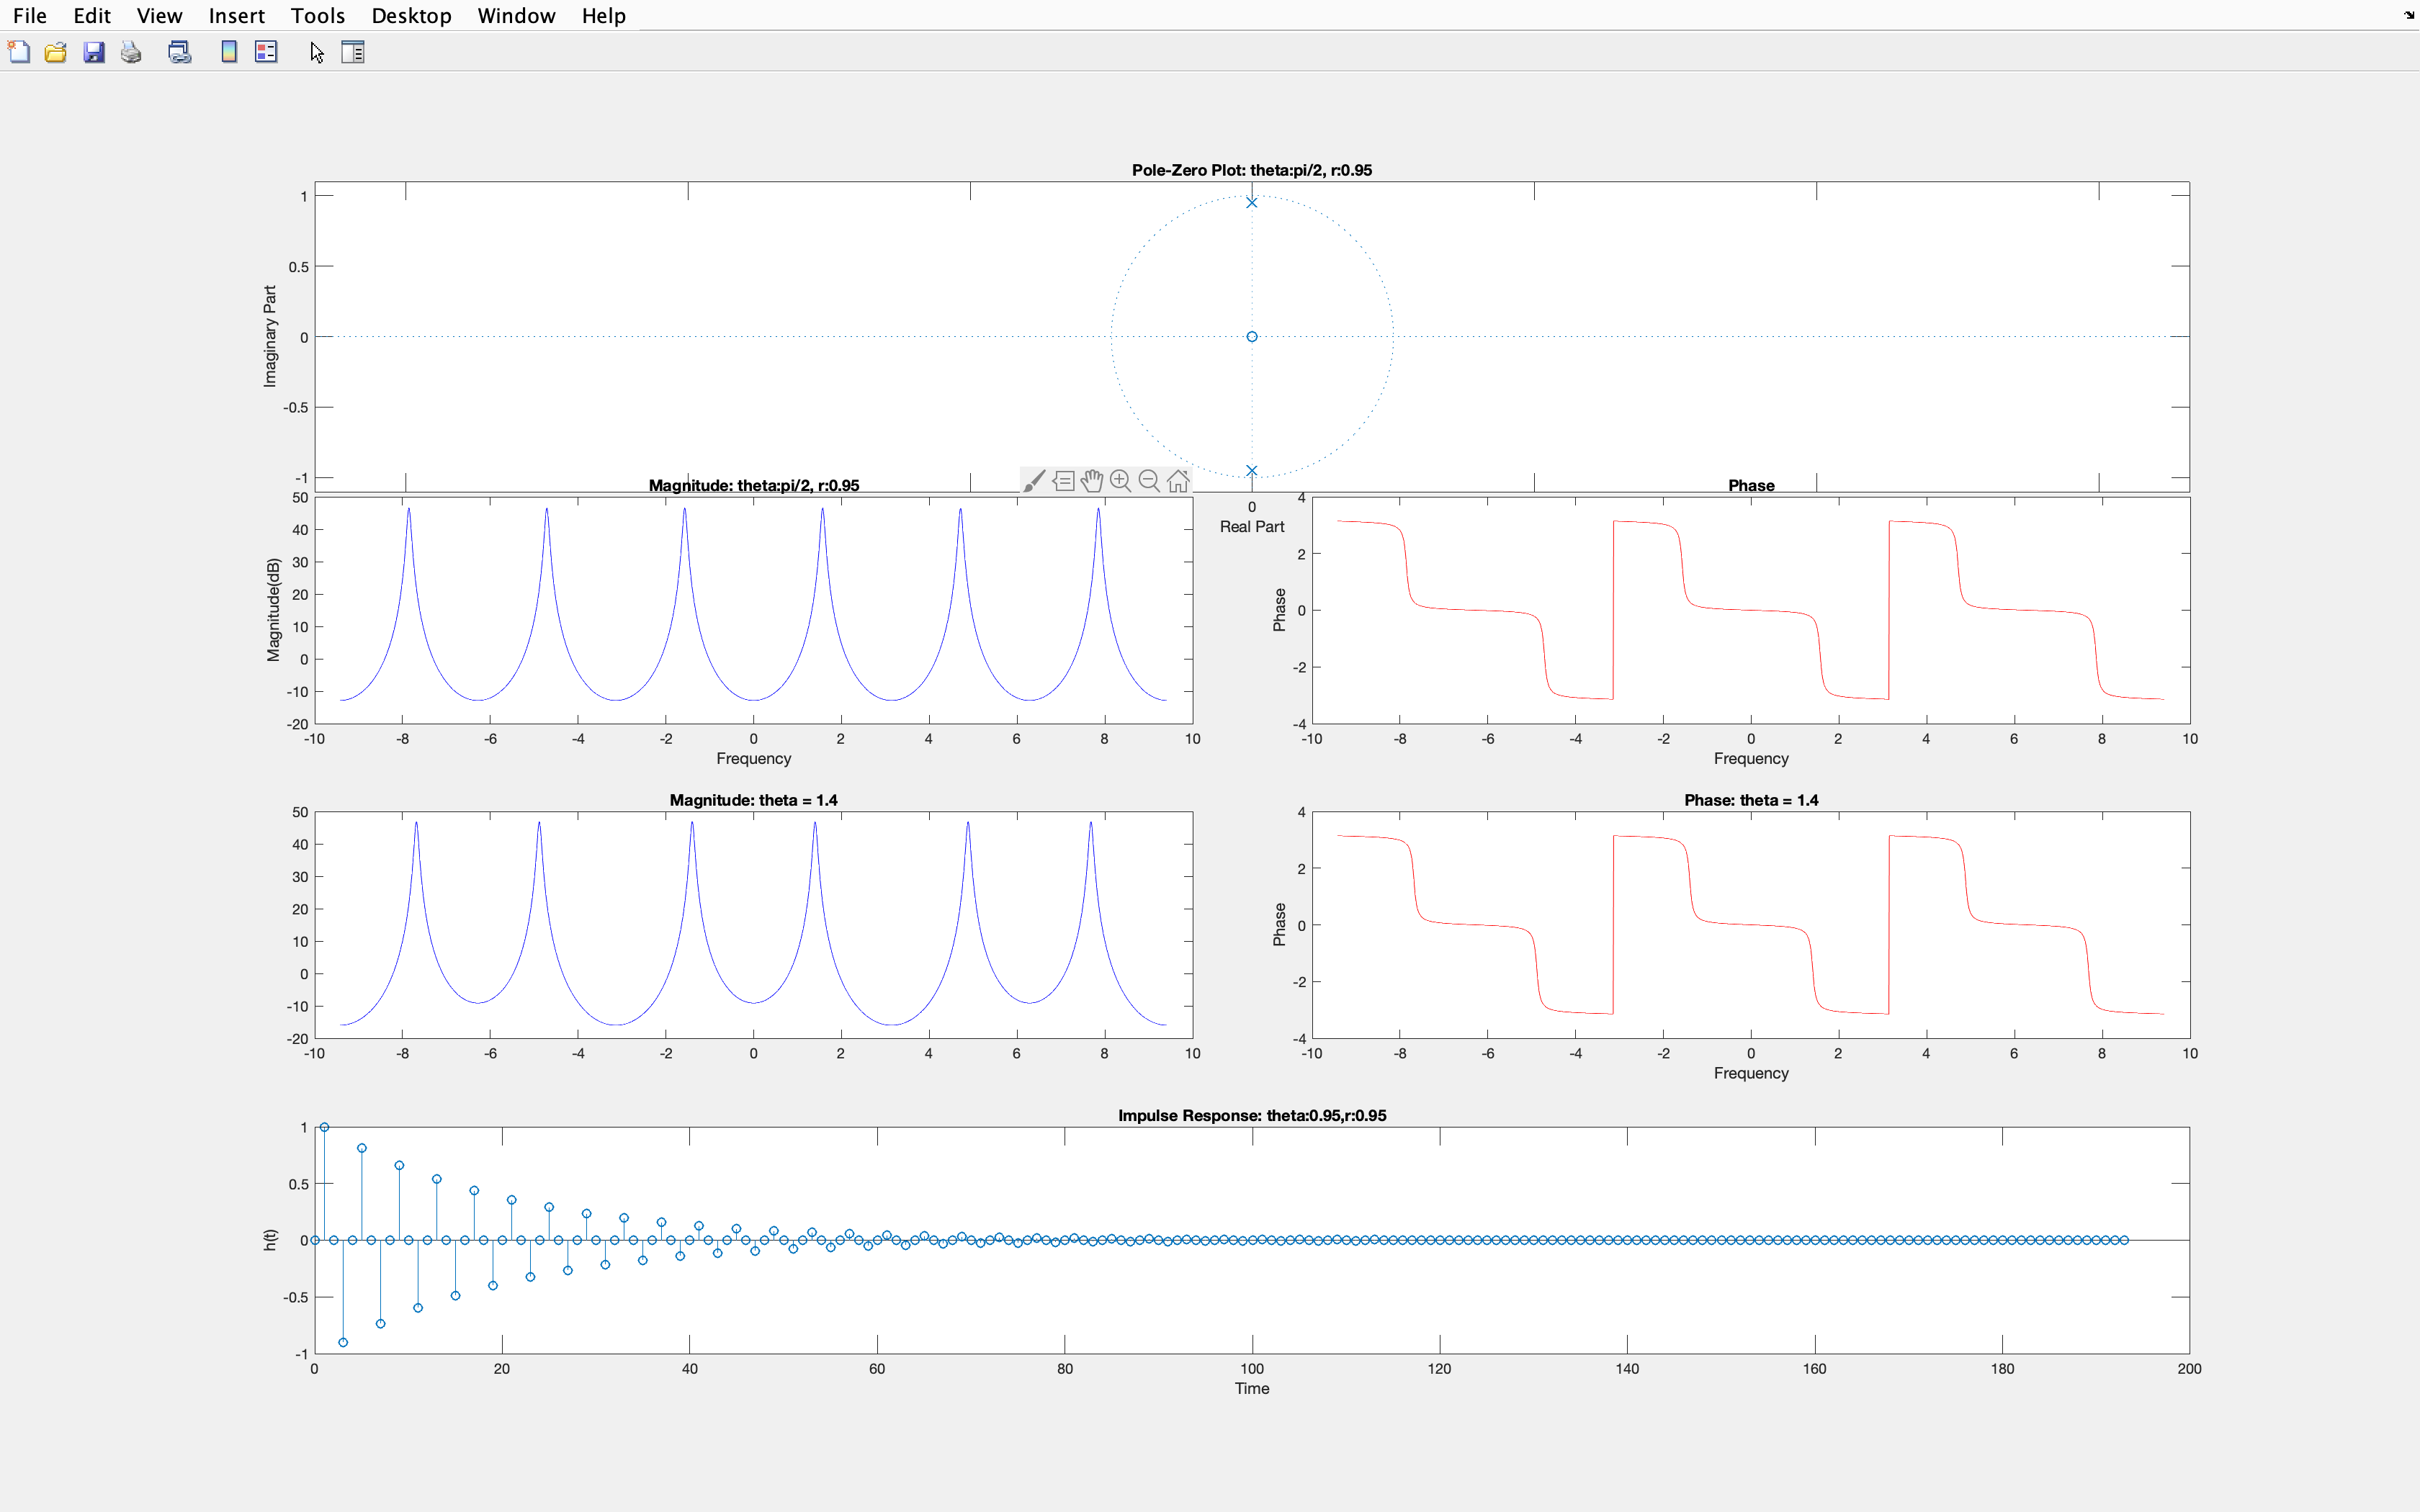 File Edit View Insert Tools Desktop Window Help
Pole-Zero Plot: theta:pi/2, r:0.95
1
0.5
0
-0.5
-1
Imaginary Part
0
Real Part
Magnitude: theta:pi/2, r:0.95
50
40
30
20
10
0
-10
-20
Magnitude(dB)
-10 -8 -6 -4 -2 0 2 4 6 8 10
Frequency
Phase
4
2
0
-2
-4
Phase
-10 -8 -6 -4 -2 0 2 4 6 8 10
Frequency
Magnitude: theta = 1.4
50
40
30
20
10
0
-10
-20
-10 -8 -6 -4 -2 0 2 4 6 8 10
Phase: theta = 1.4
4
2
0
-2
-4
Phase
-10 -8 -6 -4 -2 0 2 4 6 8 10
Frequency
Impulse Response: theta:0.95,r:0.95
1
0.5
0
-0.5
-1
h(t)
0 20 40 60 80 100 120 140 160 180 200
Time